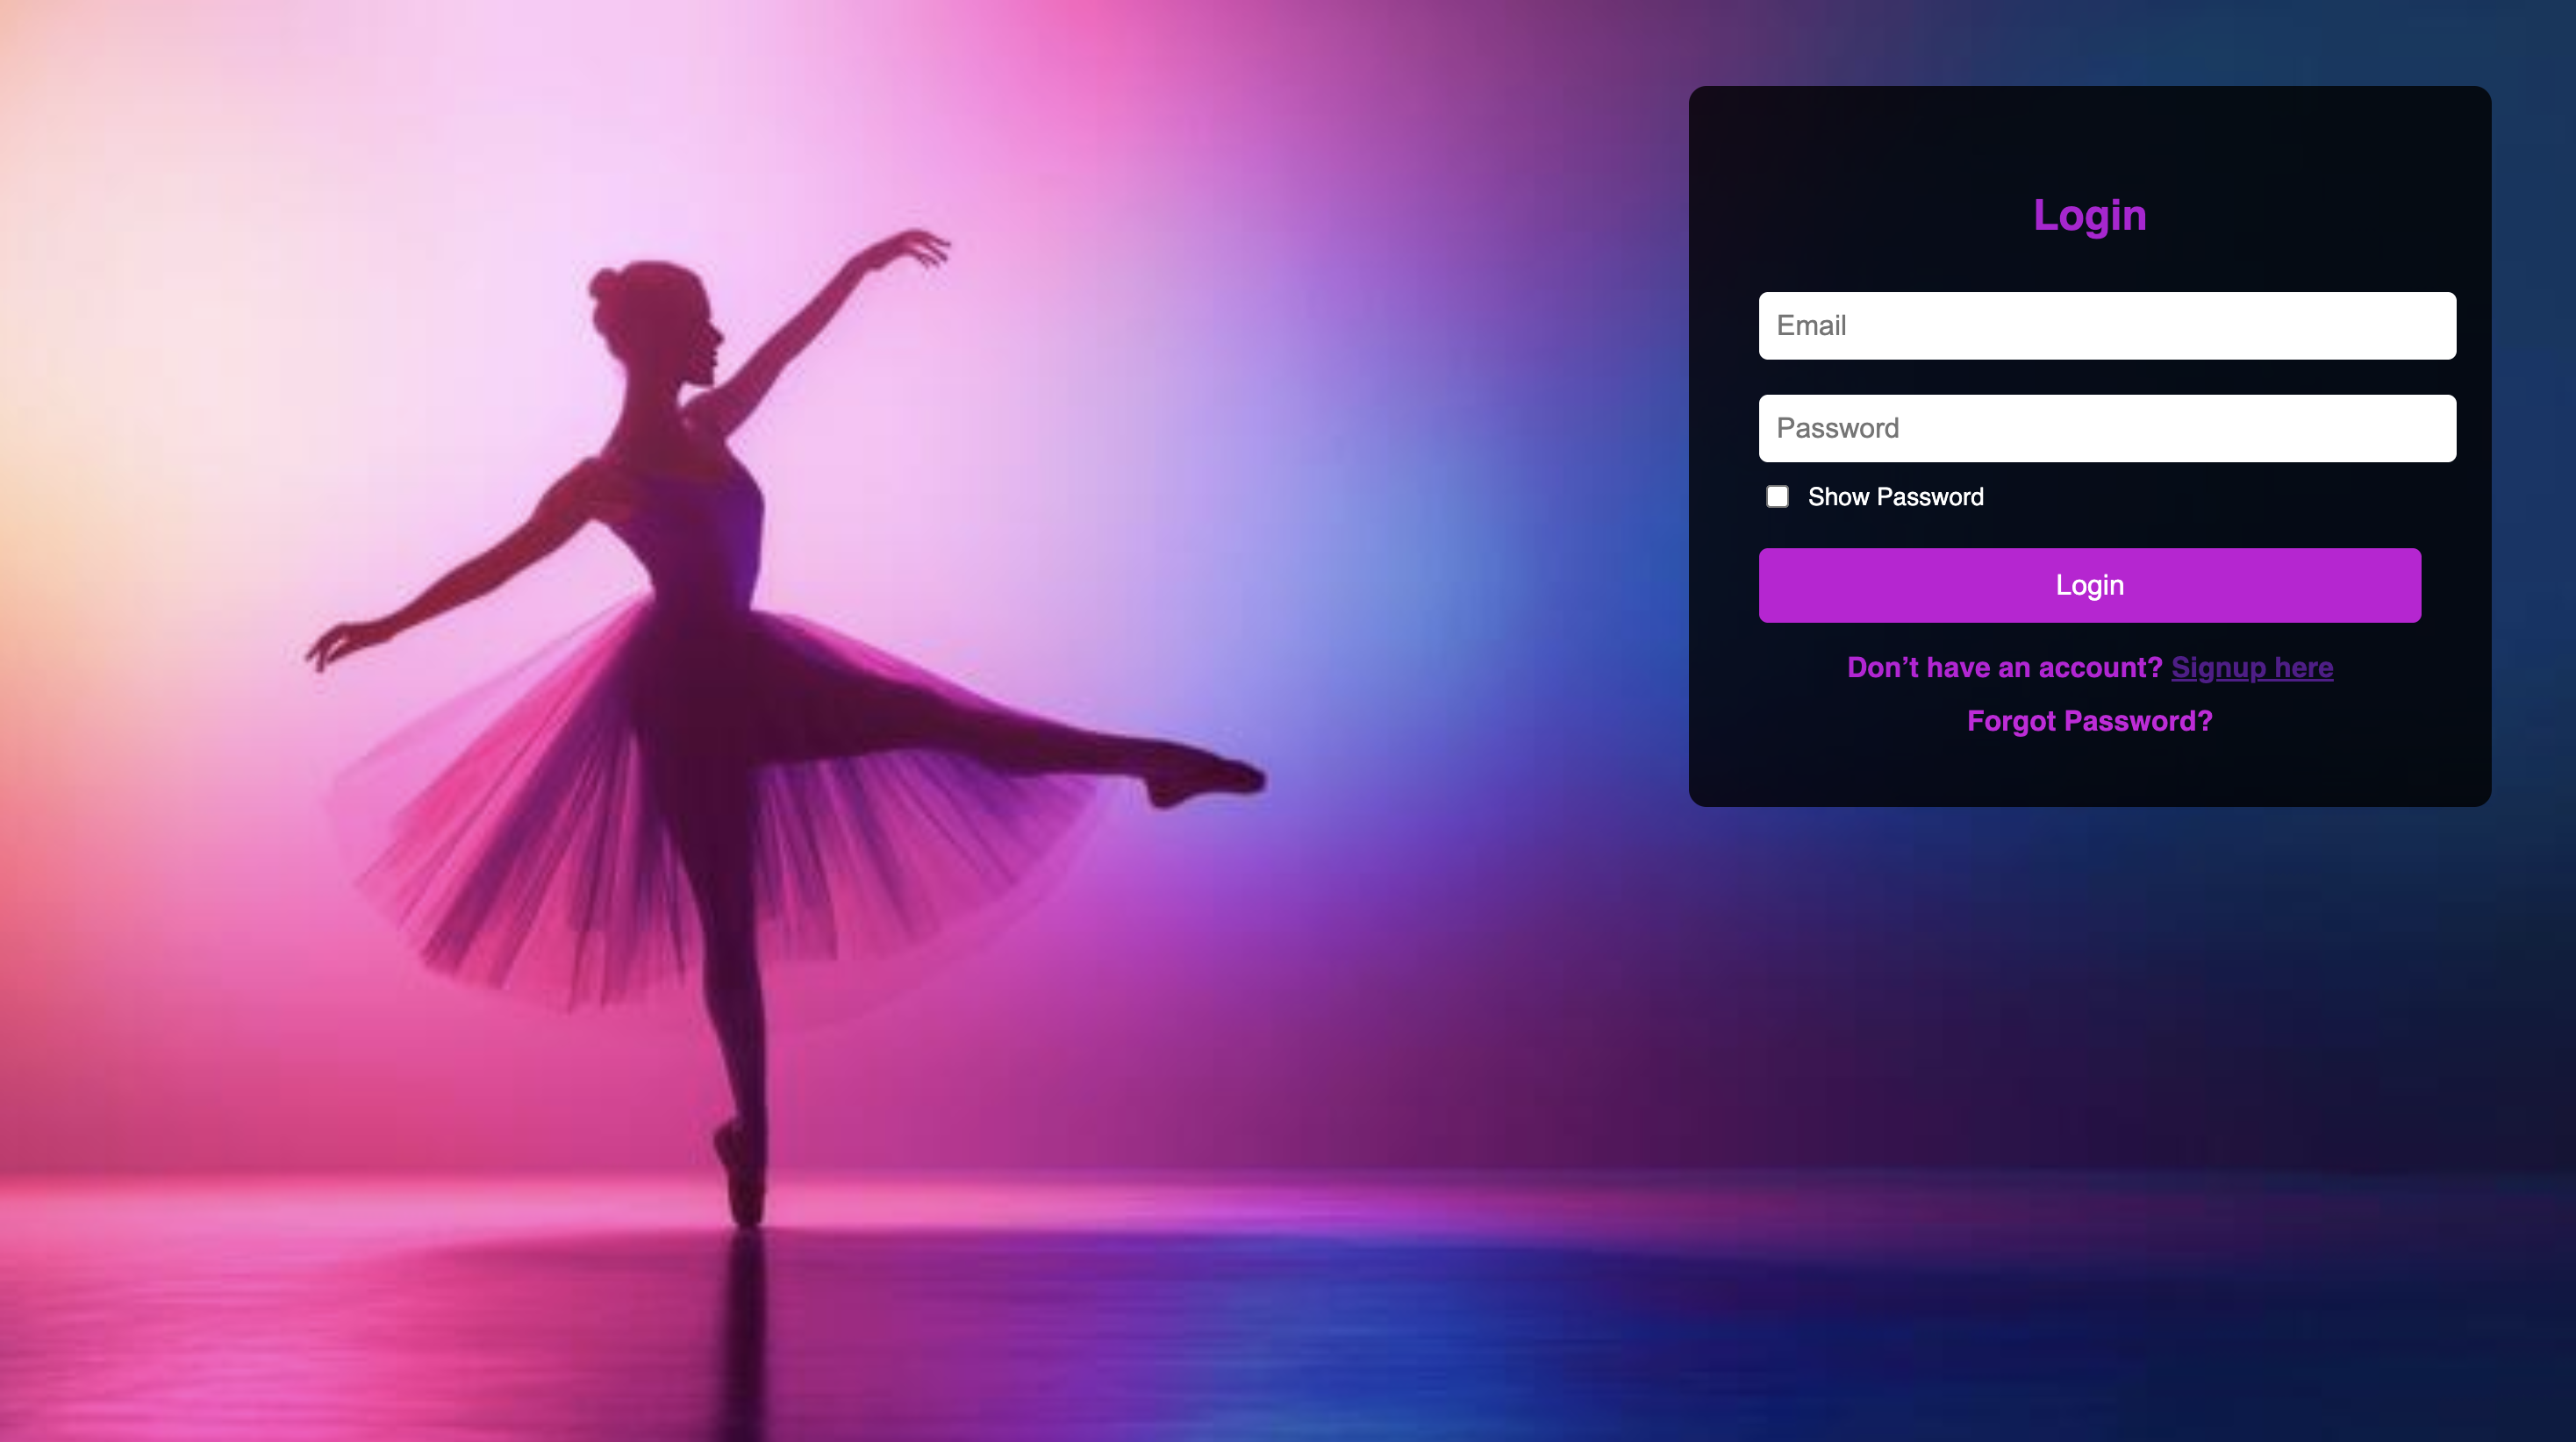 Login
Email
Password
Show Password
Login
Don’t have an account? Signup here
Forgot Password?